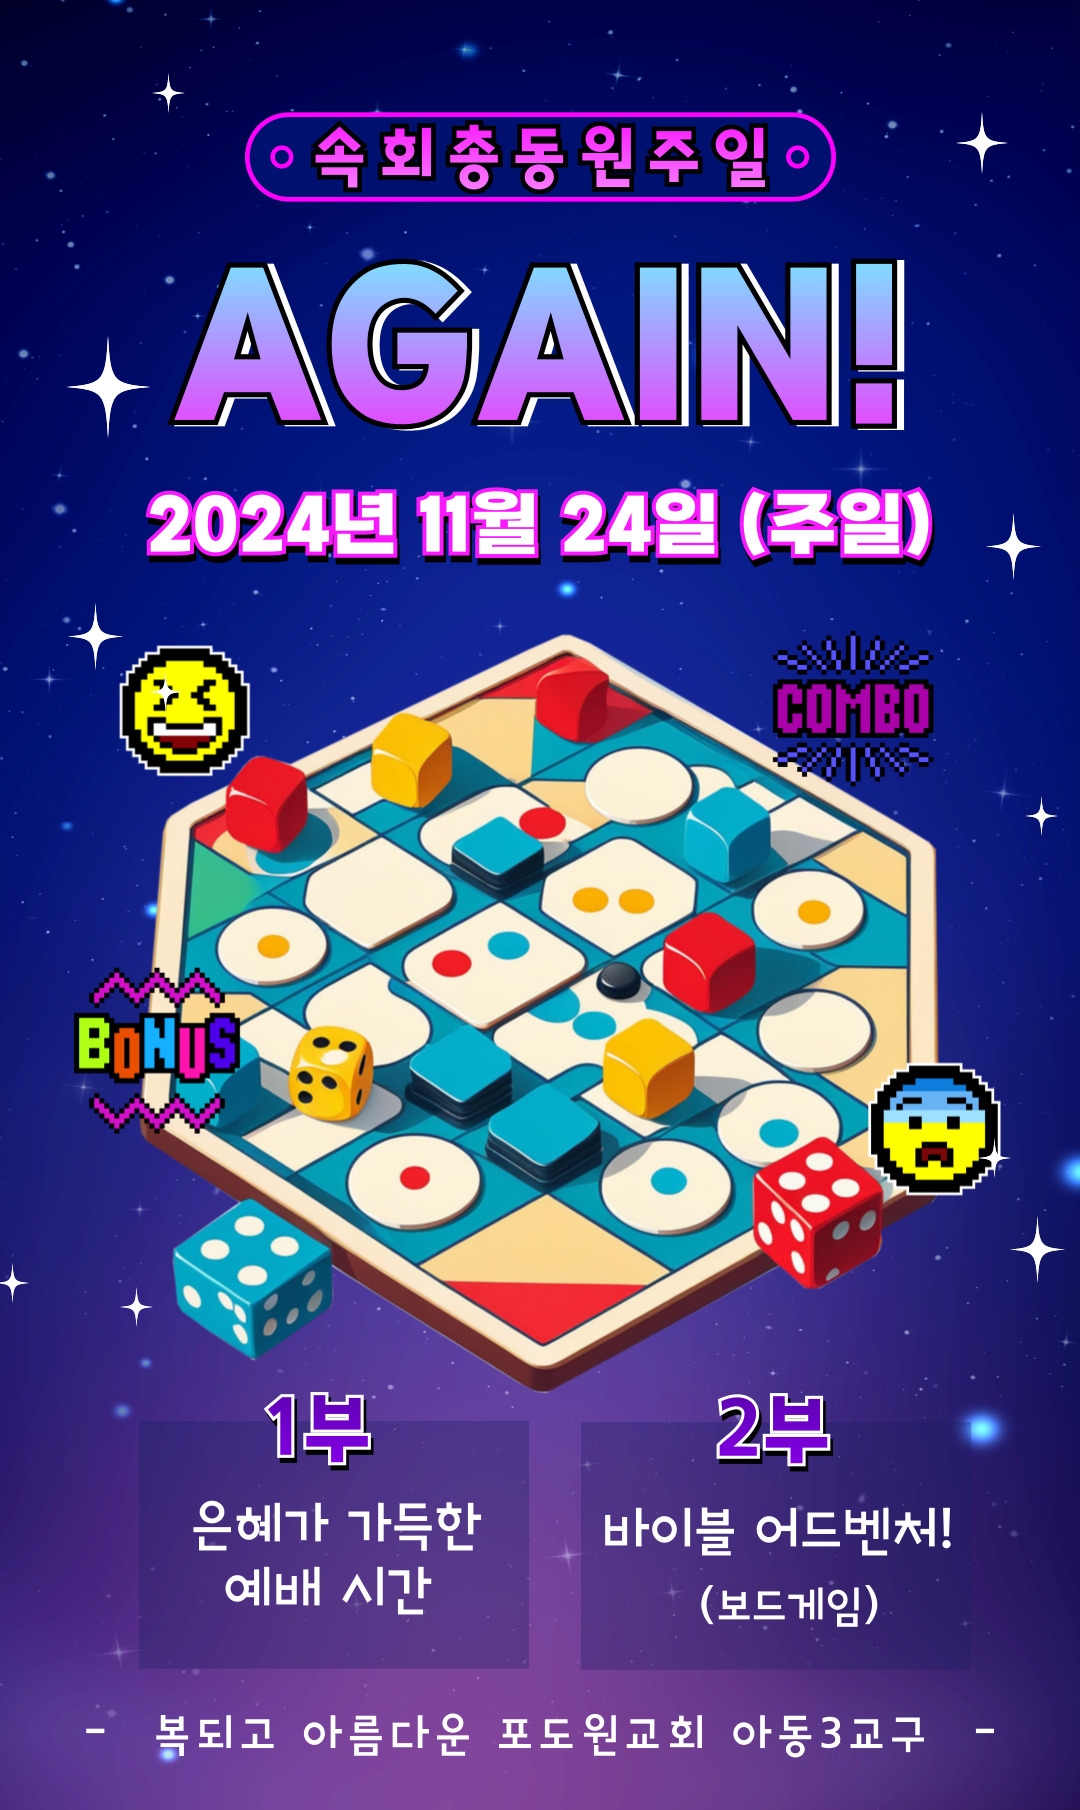 속회총동원주일
AGAIN!
2024년 11월 24일 (주일)
COMBO
BONUS
1부
은혜가 가득한
예배 시간
2부
바이블 어드벤처!
(보드게임)
- 복되고 아름다운 포도원교회 아동3교구 -